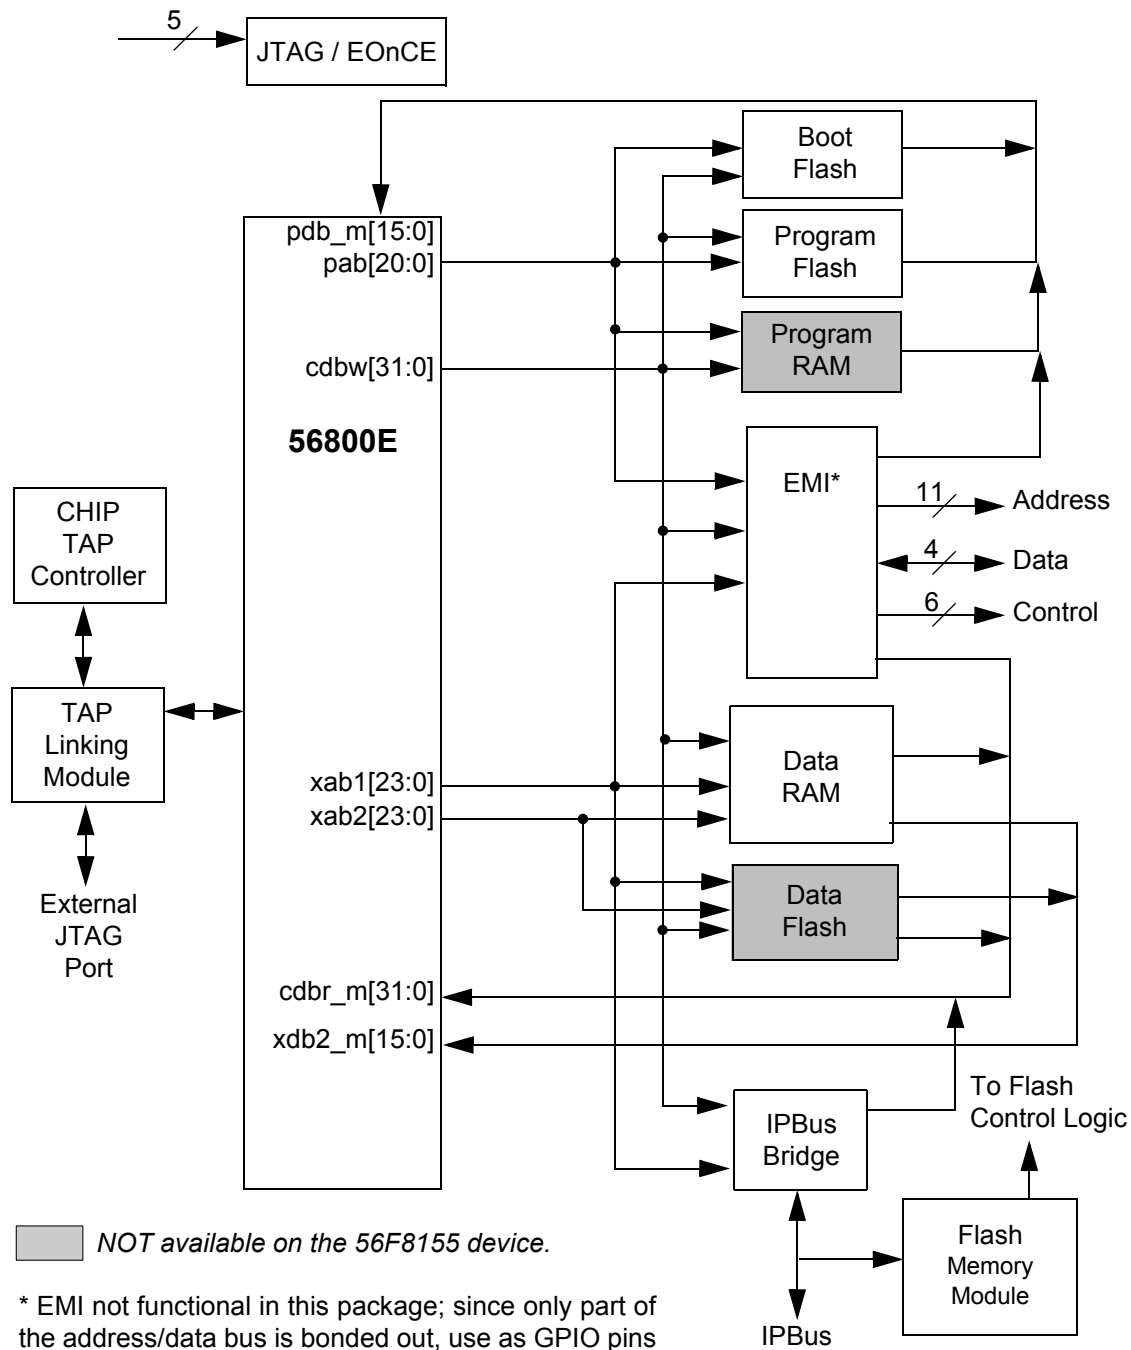 5
JTAG / EOnCE
Boot
Flash
pdb_m[15:0]
pab[20:0]
Program
Flash
cdbw[31:0]
Program
RAM
56800E
EMI*
11
Address
4
Data
6
Control
CHIP
TAP
Controller
TAP
Linking
Module
External
JTAG
Port
xab1[23:0]
xab2[23:0]
Data
RAM
Data
Flash
cdbr_m[31:0]
xdb2_m[15:0]
IPBus
Bridge
To Flash
Control Logic
Flash
Memory
Module
IPBus
NOT available on the 56F8155 device.
* EMI not functional in this package; since only part of
the address/data bus is bonded out, use as GPIO pins